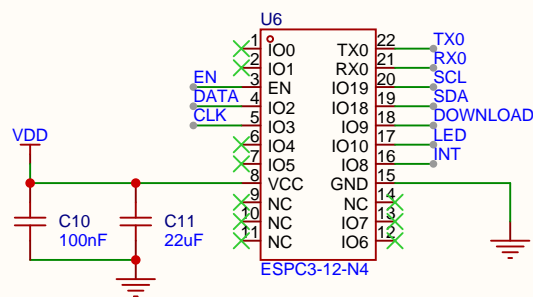 U6
1 IO0 TX0 22 TX0
2 IO1 RX0 21 RX0
EN 3 EN IO19 20 SCL
DATA 4 IO2 IO18 19 SDA
CLK 5 IO3 IO9 18 DOWNLOAD
6 IO4 IO10 17 LED
7 IO5 IO8 16 INT
VDD 8 VCC GND 15
9 NC NC 14
10 NC IO7 13
11 NC IO6 12
C10
100nF
C11
22uF
ESPC3-12-N4